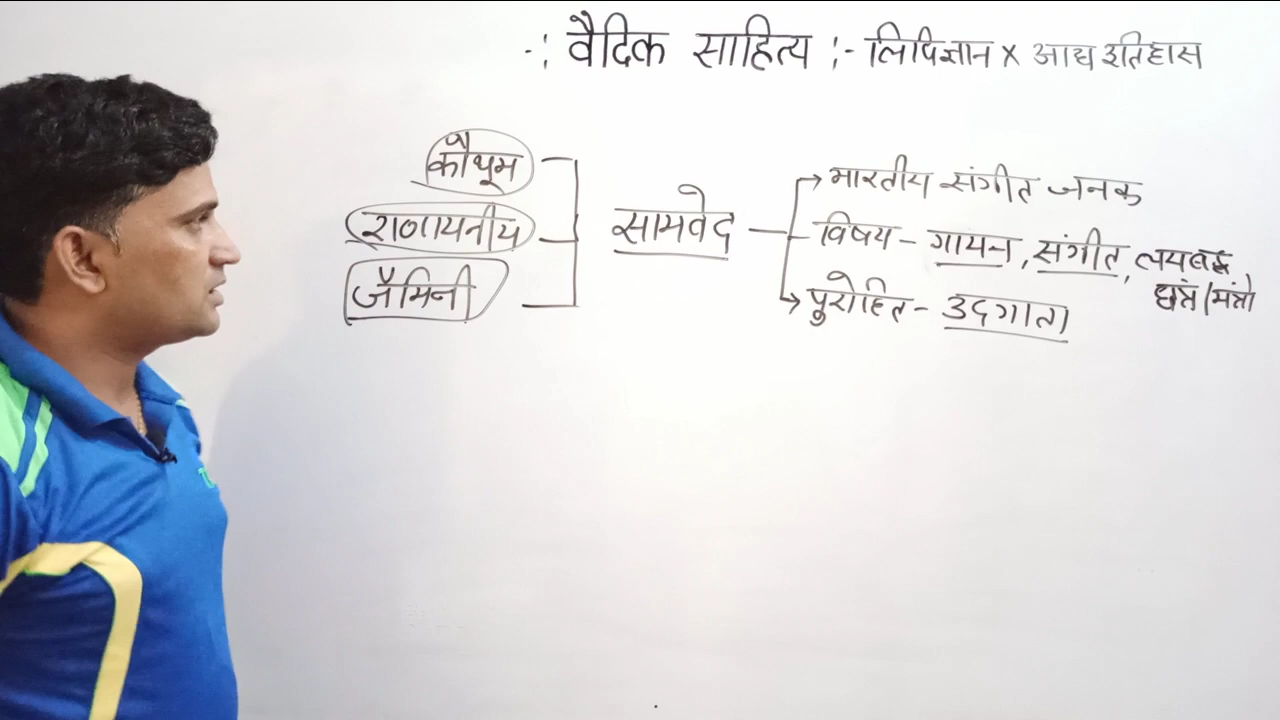 -: वैदिक साहित्य :- लिपिज्ञान x आद्य इतिहास
कौथूम
राणायनीय
जैमिनी
सामवेद
भारतीय संगीत जनक
विषय - गायन, संगीत, लयबद्ध
छंद/मंत्रो
पुरोहित - उदगाता